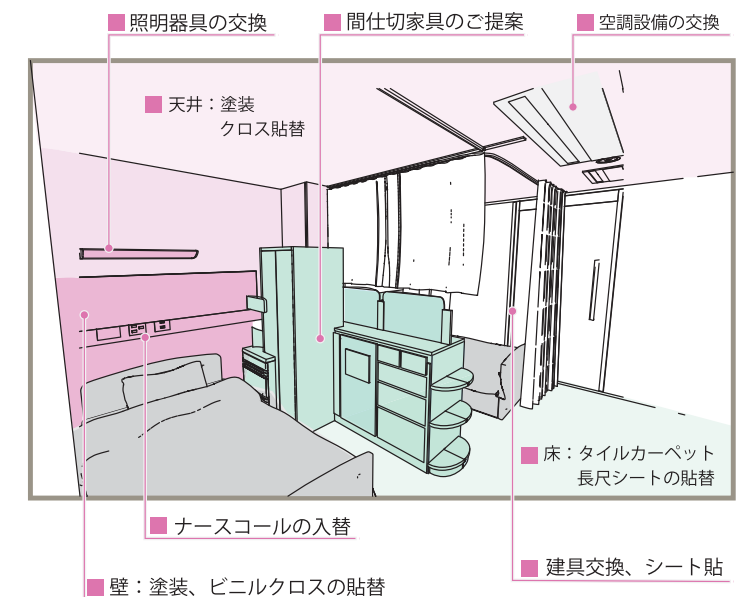 照明器具の交換
間仕切家具のご提案
空調設備の交換
天井：塗装
クロス貼替
床：タイルカーペット
長尺シートの貼替
ナースコールの入替
建具交換、シート貼
壁：塗装、ビニルクロスの貼替